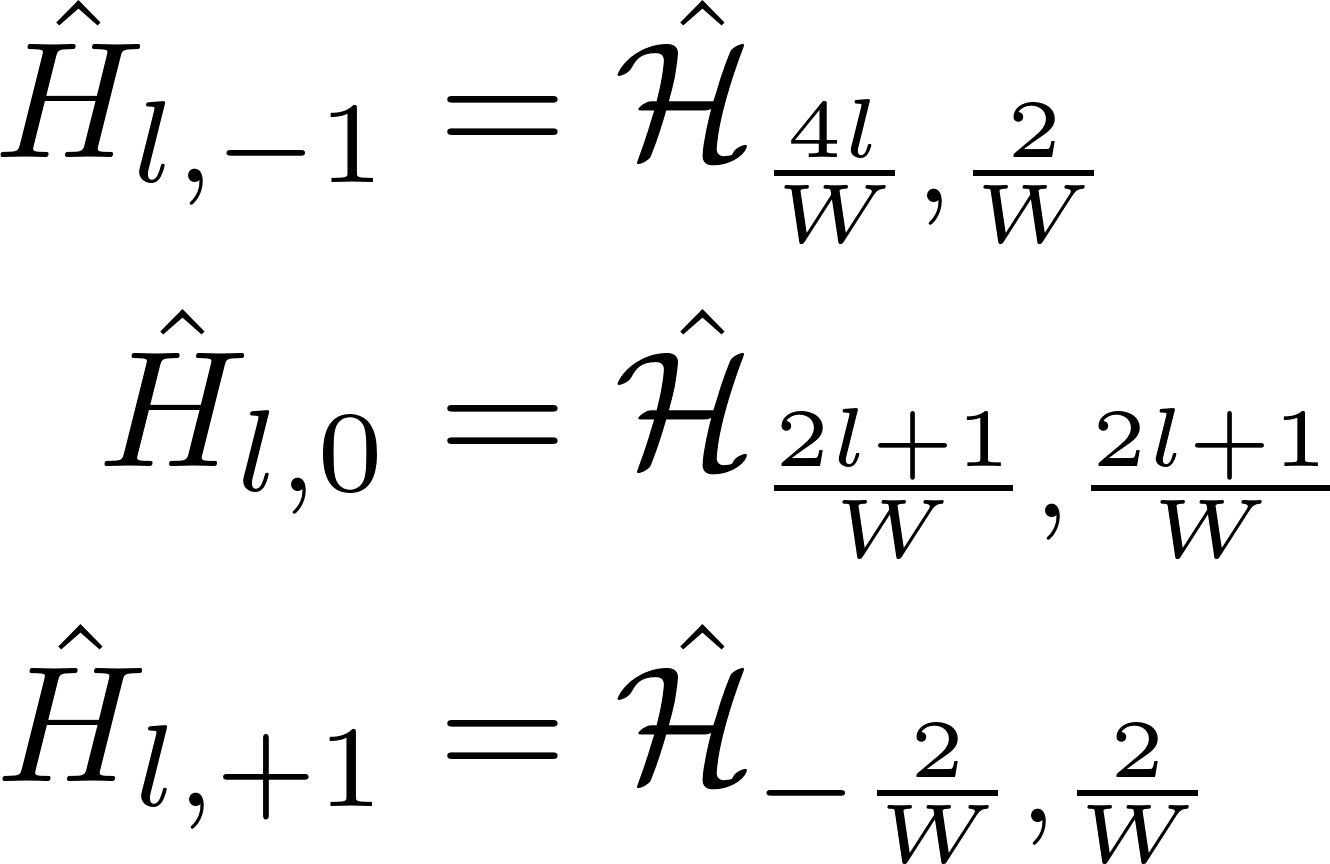 \hat{H}_{l,-1} = \hat{\mathcal{H}}_{\frac{4l}{W},\frac{2}{W}}
\hat{H}_{l,0} = \hat{\mathcal{H}}_{\frac{2l+1}{W},\frac{2l+1}{W}}
\hat{H}_{l,+1} = \hat{\mathcal{H}}_{-\frac{2}{W},\frac{2}{W}}